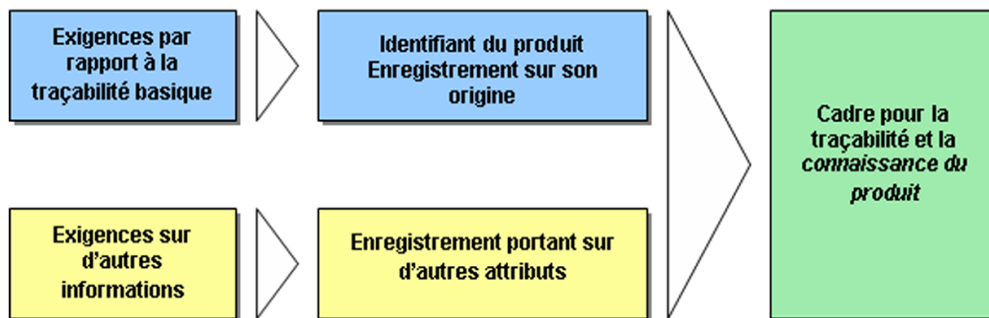 Exigences par
rapport à la
traçabilité basique
Identifiant du produit
Enregistrement sur son
origine
Exigences sur
d'autres
informations
Enregistrement portant sur
d'autres attributs
Cadre pour la
traçabilité et la
connaissance du
produit